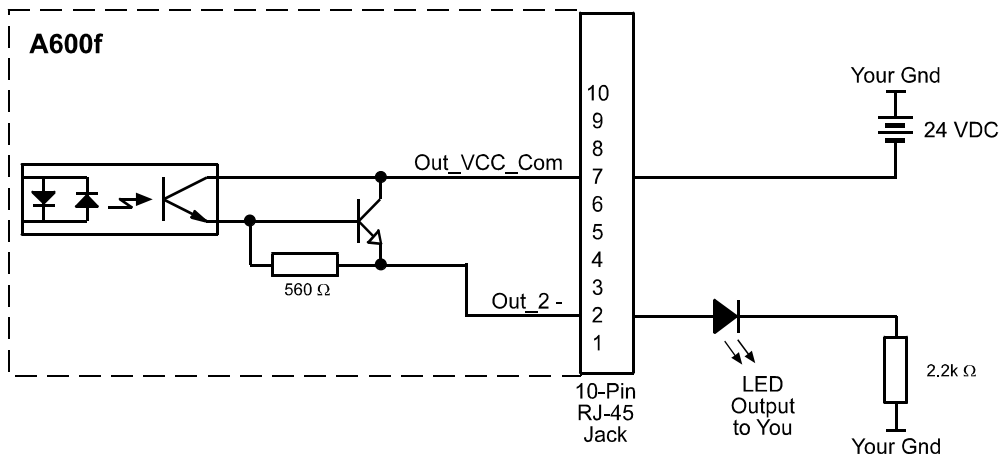 A600f
Your Gnd
24 VDC
10
9
8
Out_VCC_Com
7
6
5
4
560 Ω
3
Out_2 -
2
1
2.2k Ω
LED
Output
to You
10-Pin
RJ-45
Jack
Your Gnd